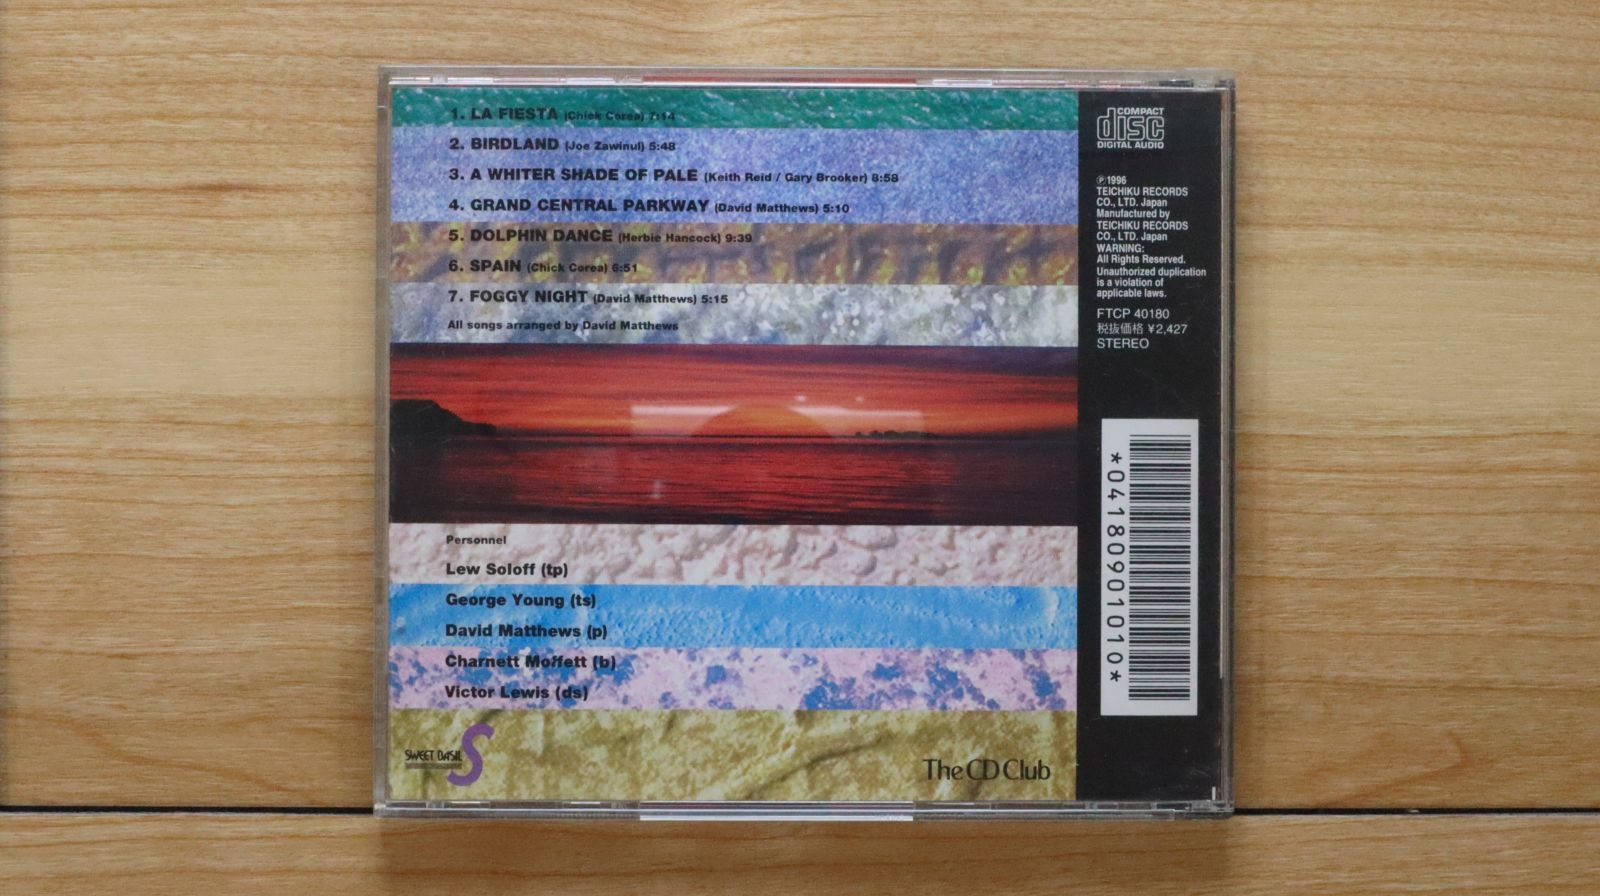 1. LA FIESTA (Chick Corea) 7:14
2. BIRDLAND (Joe Zawinul) 5:48
3. A WHITER SHADE OF PALE (Keith Reid / Gary Brooker) 8:58
4. GRAND CENTRAL PARKWAY (David Matthews) 5:10
5. DOLPHIN DANCE (Herbie Hancock) 9:39
6. SPAIN (Chick Corea) 6:51
7. FOGGY NIGHT (David Matthews) 5:15
All songs arranged by David Matthews
Personnel
Lew Soloff (tp)
George Young (ts)
David Matthews (p)
Charnett Moffett (b)
Victor Lewis (ds)
SWEET BASIL
S
The CD Club
COMPACT
disc
DIGITAL AUDIO
Ⓟ1996
TEICHIKU RECORDS
CO., LTD. Japan
Manufactured by
TEICHIKU RECORDS
CO., LTD. Japan
WARNING:
All Rights Reserved.
Unauthorized duplication
is a violation of
applicable laws.
FTCP 40180
税抜価格 ¥2,427
STEREO
*0418090101010*